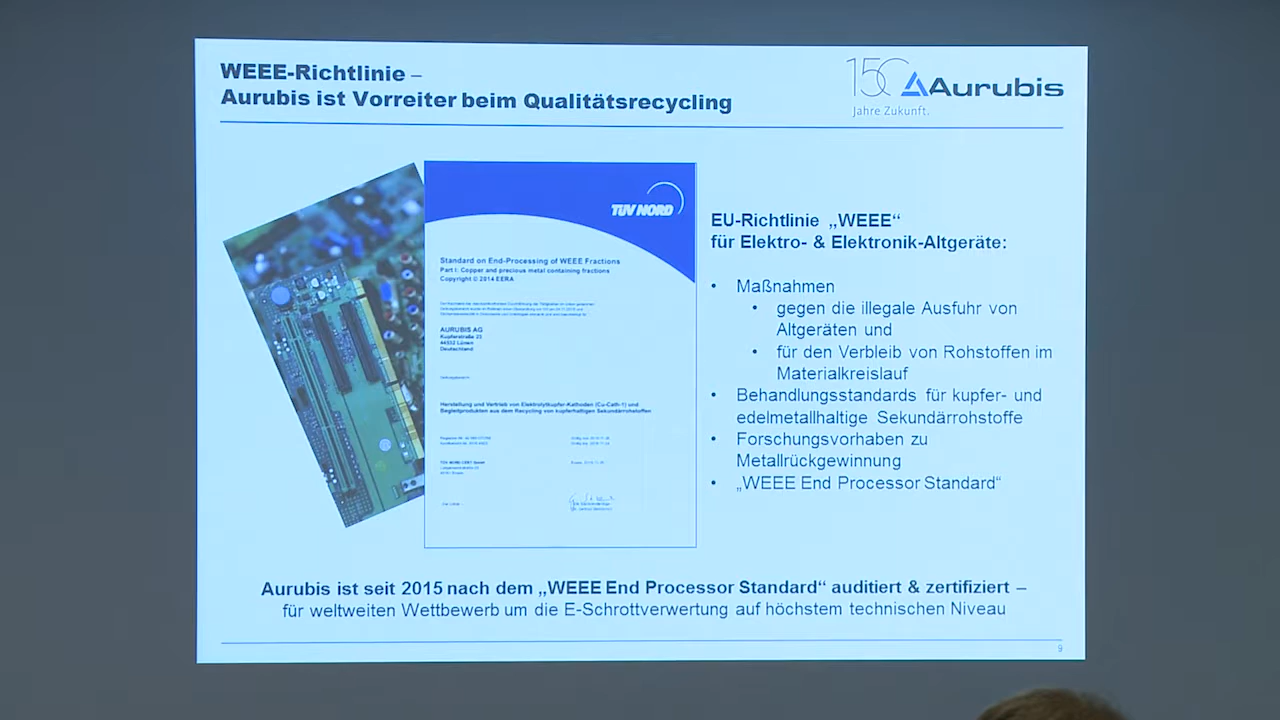 WEEE-Richtlinie –
Aurubis ist Vorreiter beim Qualitätsrecycling
150
Jahre Zukunft.
Aurubis
TÜV NORD
Standard on End-Processing of WEEE Fractions
Part I: Copper and precious metal containing fractions
Copyright © 2014 EERA
AURUBIS AG
Kupferstraße 23
44532 Lünen
Deutschland
Herstellung und Vertrieb von Elektrolytkupfer-Kathoden (Cu-Cath-1) und
Begleitprodukten aus dem Recycling von kupferhaltigen Sekundärrohstoffen
EU-Richtlinie „WEEE“
für Elektro- & Elektronik-Altgeräte:
• Maßnahmen
• gegen die illegale Ausfuhr von
Altgeräten und
• für den Verbleib von Rohstoffen im
Materialkreislauf
• Behandlungsstandards für kupfer- und
edelmetallhaltige Sekundärrohstoffe
• Forschungsvorhaben zu
Metallrückgewinnung
• „WEEE End Processor Standard“
Aurubis ist seit 2015 nach dem „WEEE End Processor Standard“ auditiert & zertifiziert –
für weltweiten Wettbewerb um die E-Schrottverwertung auf höchstem technischen Niveau
9